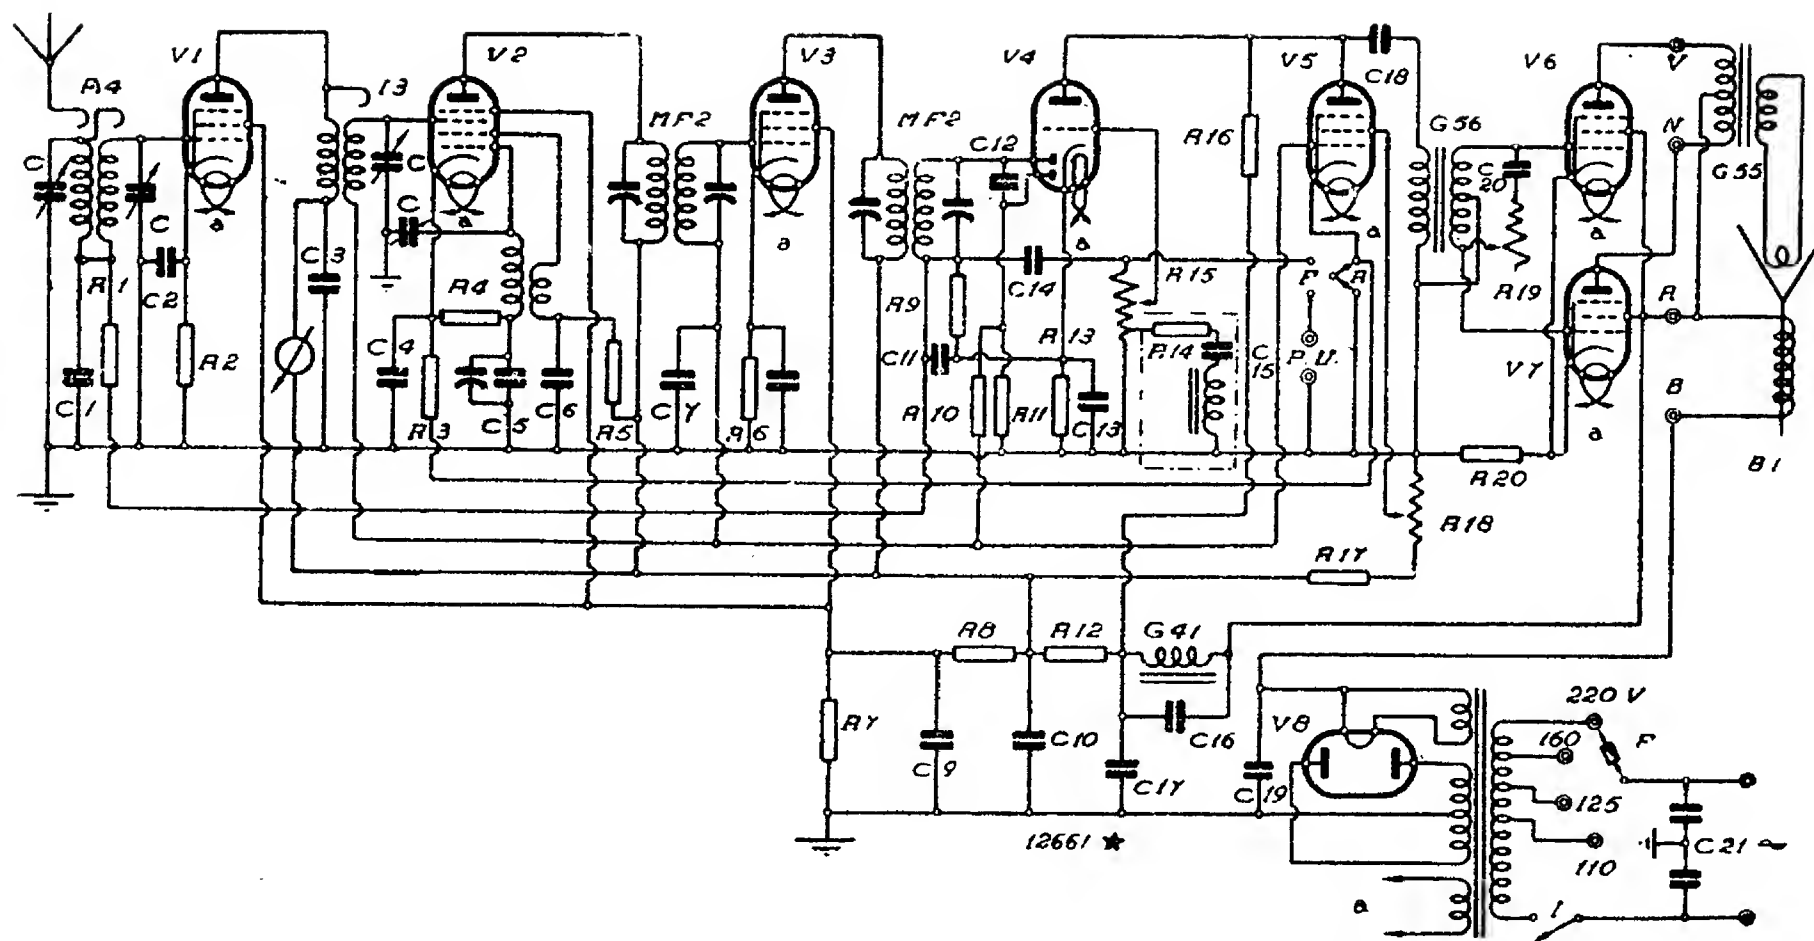 V1
V2
V3
V4
V5
C18
V6
V
A4
13
MF2
MF2
C12
R16
G56
N
G55
C
C
C
20
a
a
a
a
a
a
C
C2
C3
C
R1
R2
R4
R9
C14
R15
F
R
P.U.
R19
R
C1
C4
R3
C5
C6
R5
C7
R6
C11
R10
R11
R13
C13
R14
C
15
V7
a
B
B1
R20
R18
R17
R8
R12
G41
R7
C9
C10
C16
C17
C19
V8
220 V
160
F
125
110
C21 ~
12661 ★
a
I